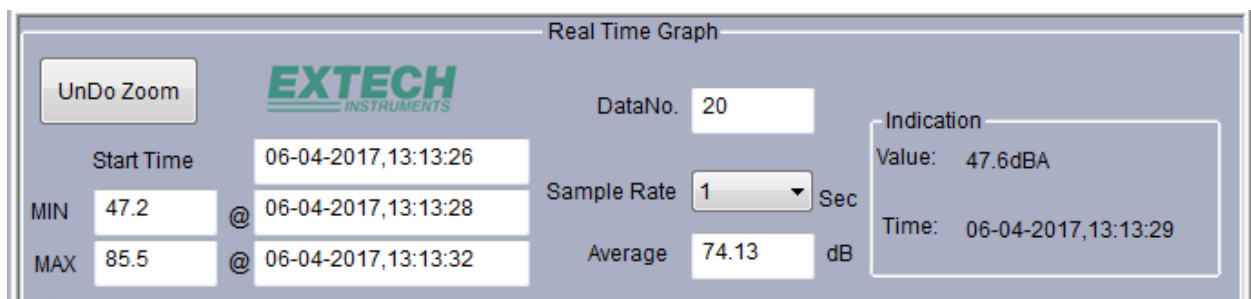 Real Time Graph
UnDo Zoom
EXTECH
INSTRUMENTS
DataNo. 20
Start Time 06-04-2017,13:13:26
MIN 47.2 @ 06-04-2017,13:13:28
MAX 85.5 @ 06-04-2017,13:13:32
Sample Rate 1 Sec
Average 74.13 dB
Indication
Value: 47.6dBA
Time: 06-04-2017,13:13:29